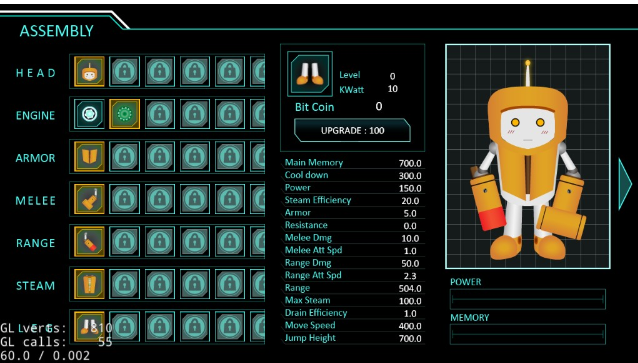 ASSEMBLY
HEAD
ENGINE
ARMOR
MELEE
RANGE
STEAM
LEG
GL verts: 810
GL calls: 55
60.0 / 0.002
Level 0
KWatt 10
Bit Coin 0
UPGRADE : 100
Main Memory 700.0
Cool down 300.0
Power 150.0
Steam Efficiency 20.0
Armor 5.0
Resistance 0.0
Melee Dmg 10.0
Melee Att Spd 1.0
Range Dmg 50.0
Range Att Spd 2.3
Range 504.0
Max Steam 100.0
Drain Efficiency 1.0
Move Speed 400.0
Jump Height 700.0
POWER
MEMORY